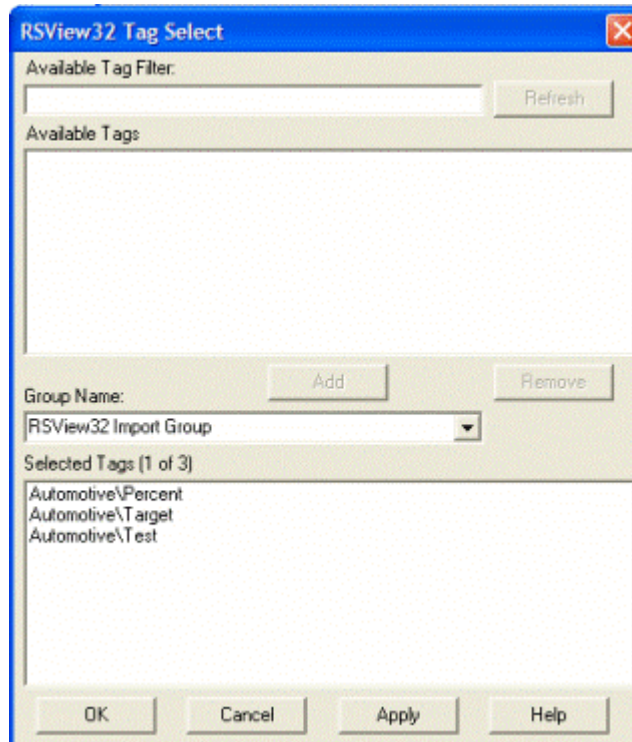 RSView32 Tag Select
Available Tag Filter:
Refresh
Available Tags
Add
Remove
Group Name:
RSView32 Import Group
Selected Tags (1 of 3)
Automotive\Percent
Automotive\Target
Automotive\Test
OK Cancel Apply Help